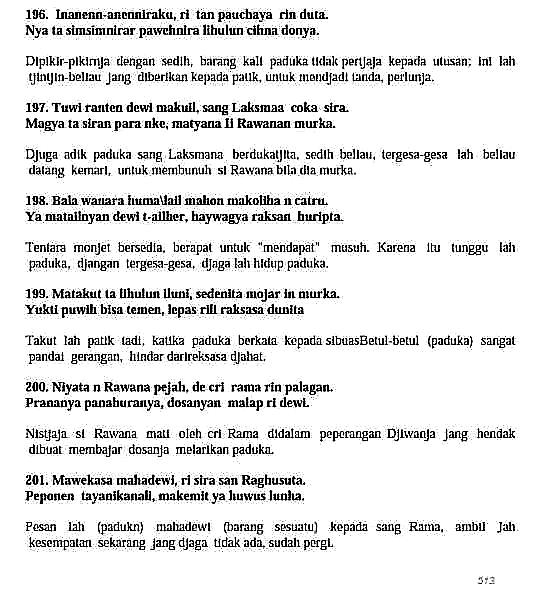 196. Inanenn-anenniraku, ri tan pauchaya rin duta.
Nya ta simsimnirar pawehnira lihulun cihna donya.
Dipikir-pikirnja dengan sedih, barang kali paduka tidak pertjaja kepada utusan; ini lah
tjintjin-beliau jang diberikan kepada patik, untuk mendjadi tanda, perlunja.
197. Tuwi ranten dewi makuil, sang Laksmaa coka sira.
Magya ta siran para nke, matyana Ii Rawanan murka.
Djuga adik paduka sang Laksmana berdukatjita, sedih beliau, tergesa-gesa lah beliau
datang kemari, untuk membunuh si Rawana bila dia murka.
198. Bala wanara huma\lail mahon makoliha n catru.
Ya matailnyan dewi t-ailher, haywagya raksan huripta.
Tentara monjet bersedia, berapat untuk "mendapat" musuh. Karena itu tunggu lah
paduka, djangan tergesa-gesa, djaga lah hidup paduka.
199. Matakut ta lihulun iluni, sedenita mojar in murka.
Yukti puwih bisa temen, lepas rili raksasa dunita
Takut lah patik tadi, katika paduka berkata kepada sibuasBetul-betul (paduka) sangat
pandai gerangan, hindar darireksasa djahat.
200. Niyata n Rawana pejah, de cri rama rin palagan.
Prananya panahuranya, dosanyan malap ri dewi.
Nistjaja si Rawana mati oleh cri Rama didalam peperangan Djiwanja jang hendak
dibuat membajar dosanja melarikan paduka.
201. Mawekasa mahadewi, ri sira san Raghusuta.
Peponen tayanikanali, makemit ya huwus lunha.
Pesan lah (padukn) mahadewi (barang sesuatu) kepada sang Rama, ambil Jah
kesempatan sekarang jang djaga tidak ada, sudah pergi.
513